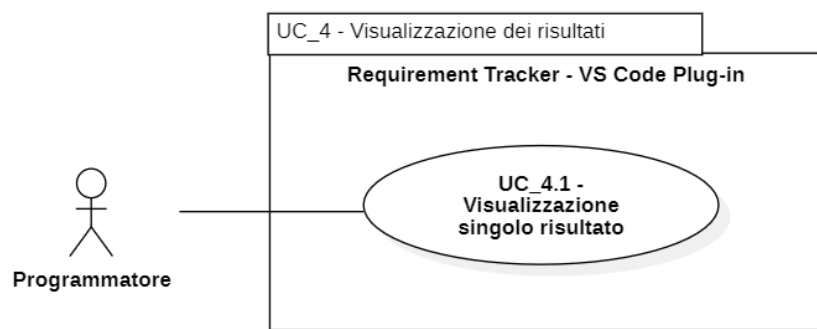 UC_4 - Visualizzazione dei risultati
Requirement Tracker - VS Code Plug-in
UC_4.1 -
Visualizzazione
singolo risultato
Programmatore